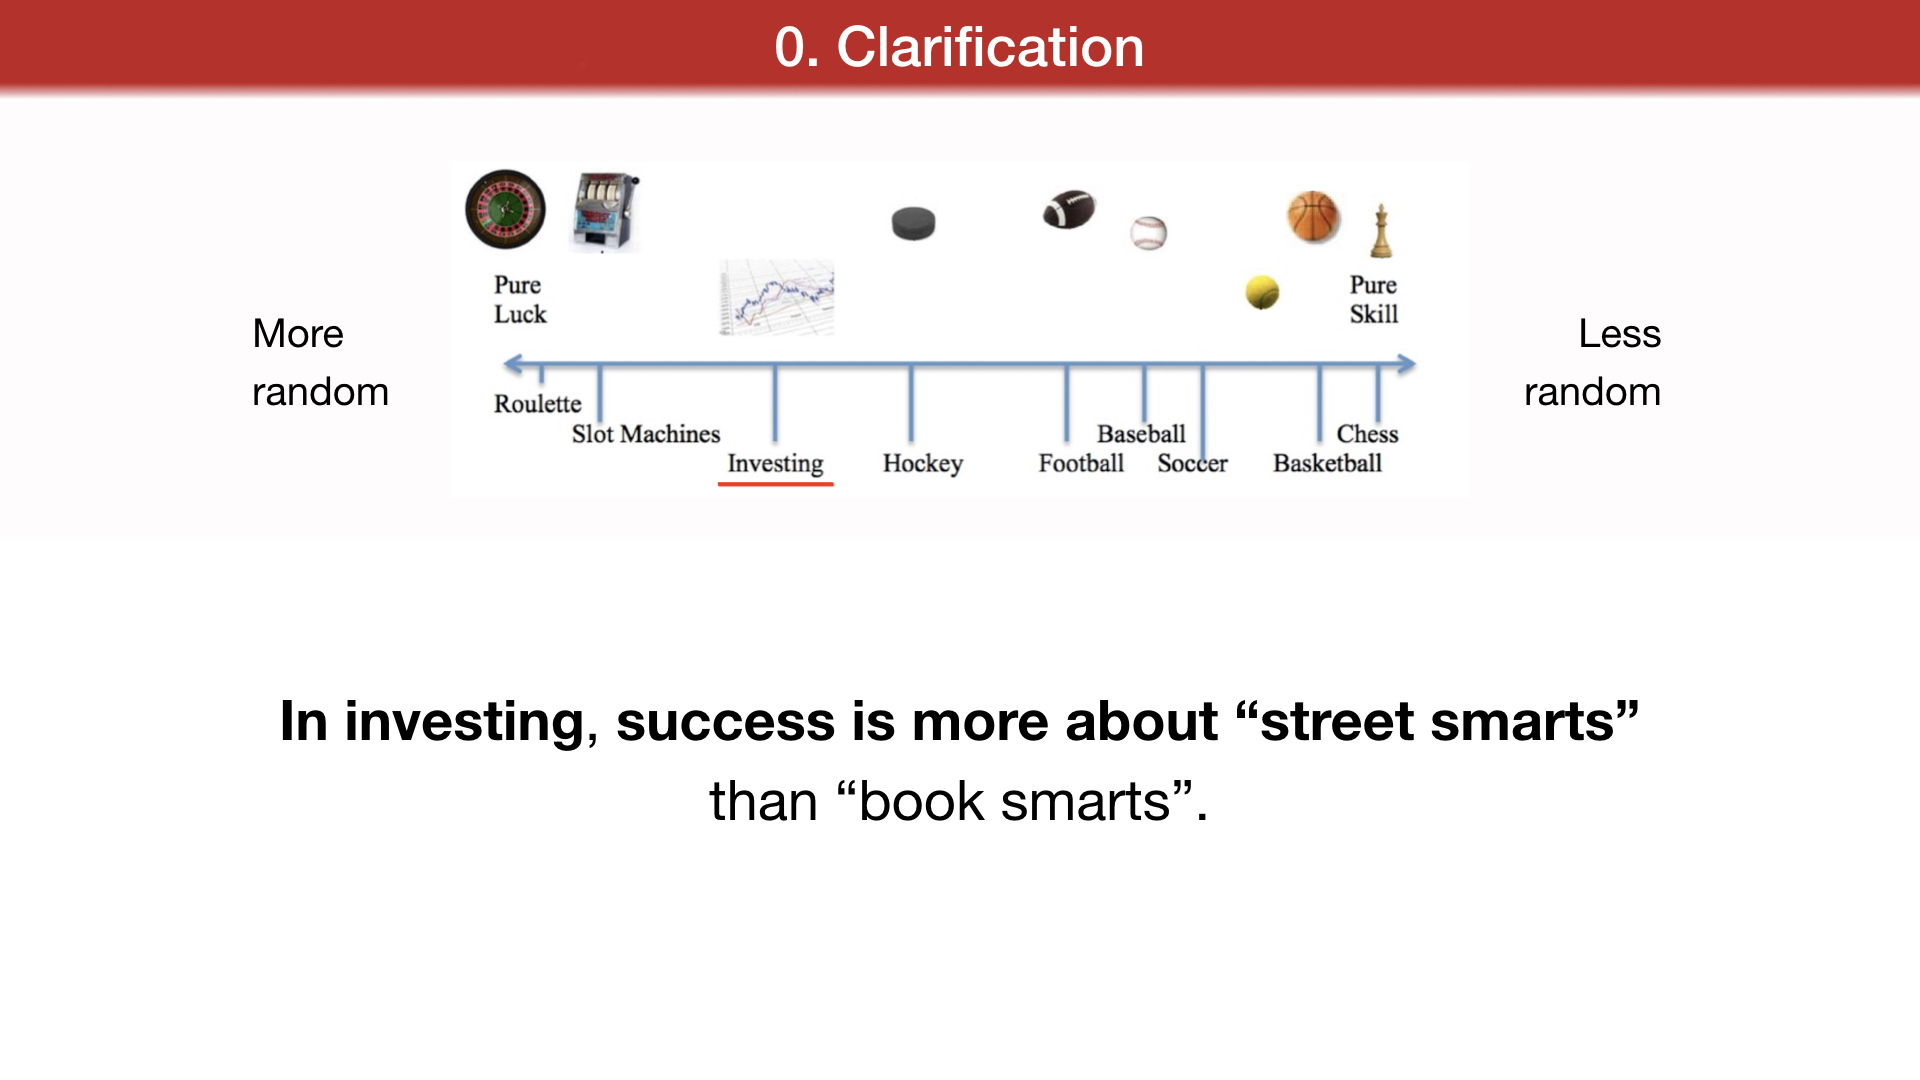 0. Clarification
Pure
Luck
Pure
Skill
More
random
Less
random
Roulette
Slot Machines
Baseball
Chess
Investing
Hockey
Football
Soccer
Basketball
In investing, success is more about “street smarts”
than “book smarts”.